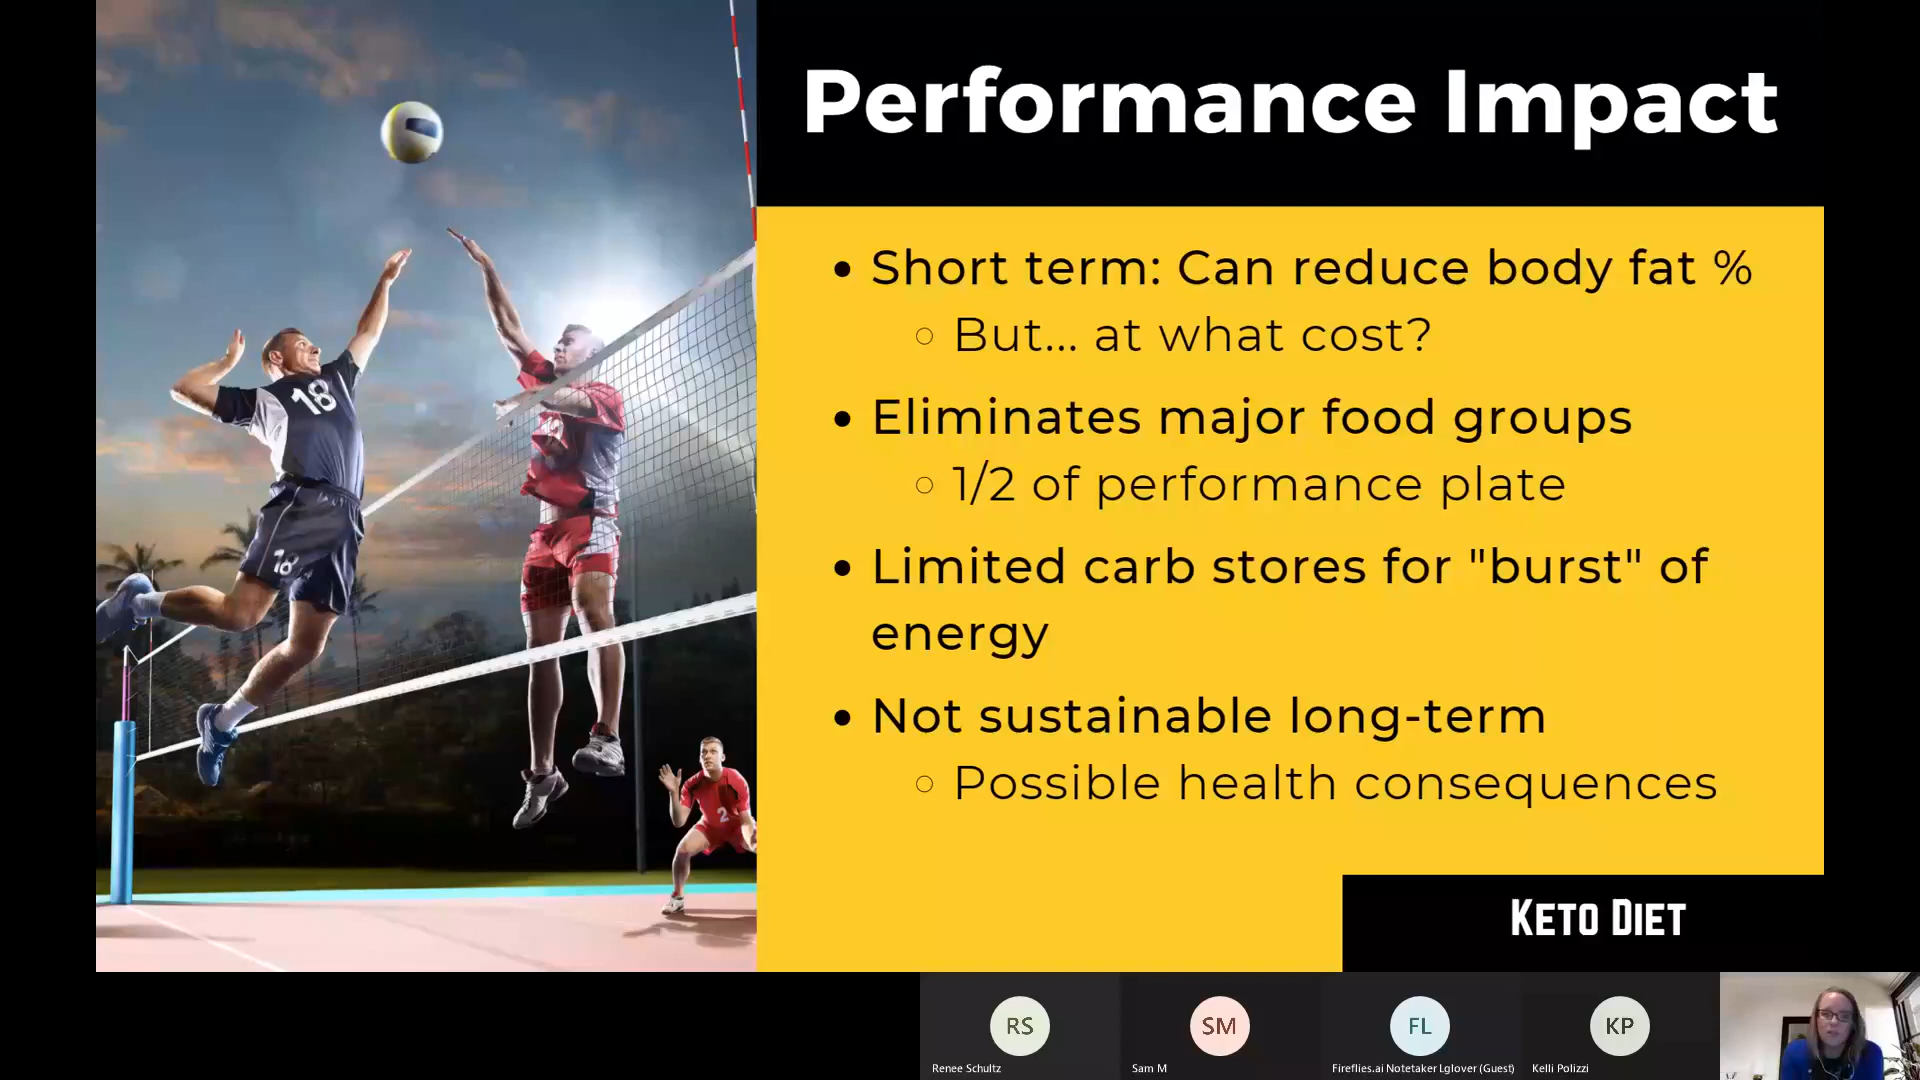 Performance Impact
• Short term: Can reduce body fat %
○ But... at what cost?
• Eliminates major food groups
○ 1/2 of performance plate
• Limited carb stores for "burst" of
energy
• Not sustainable long-term
○ Possible health consequences
KETO DIET
18
18
2
RS
SM
FL
KP
Renee Schultz
Sam M
Fireflies.ai Notetaker Lglover (Guest)
Kelli Polizzi